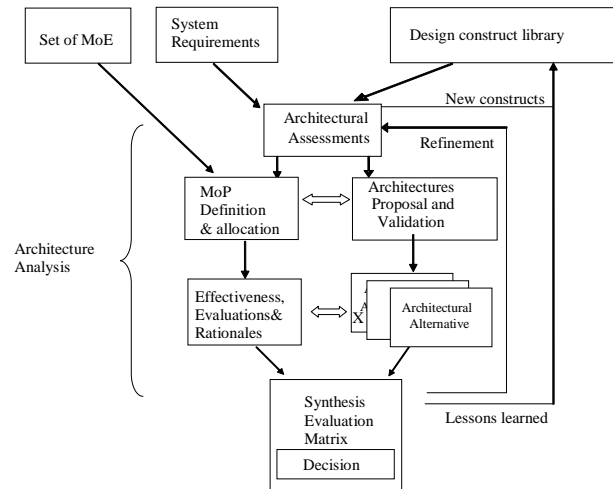 Set of MoE
System
Requirements
Design construct library
New constructs
Architectural
Assessments
Refinement
MoP
Definition
& allocation
Architectures
Proposal and
Validation
Architecture
Analysis
Effectiveness,
Evaluations&
Rationales
A
X
Architectural
Alternative
Synthesis
Evaluation
Matrix
Lessons learned
Decision